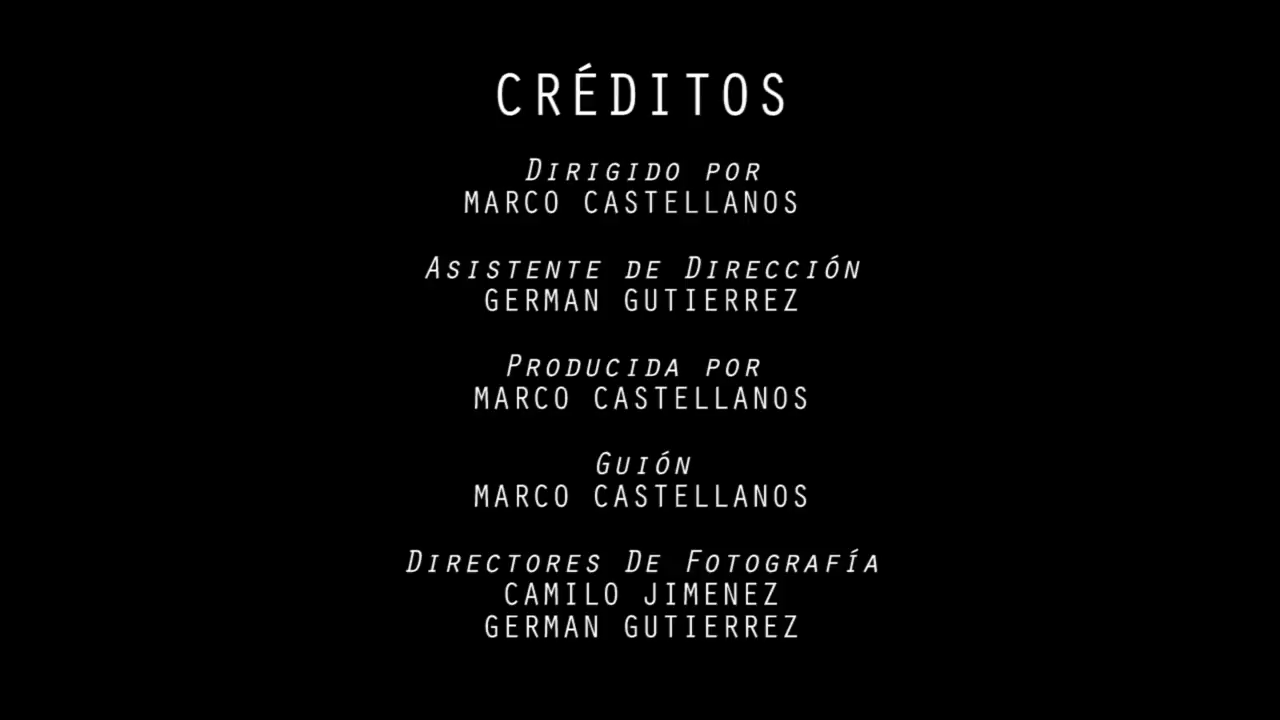 CRÉDITOS
DIRIGIDO POR
MARCO CASTELLANOS
ASISTENTE DE DIRECCIÓN
GERMAN GUTIERREZ
PRODUCIDA POR
MARCO CASTELLANOS
GUIÓN
MARCO CASTELLANOS
DIRECTORES DE FOTOGRAFÍA
CAMILO JIMENEZ
GERMAN GUTIERREZ